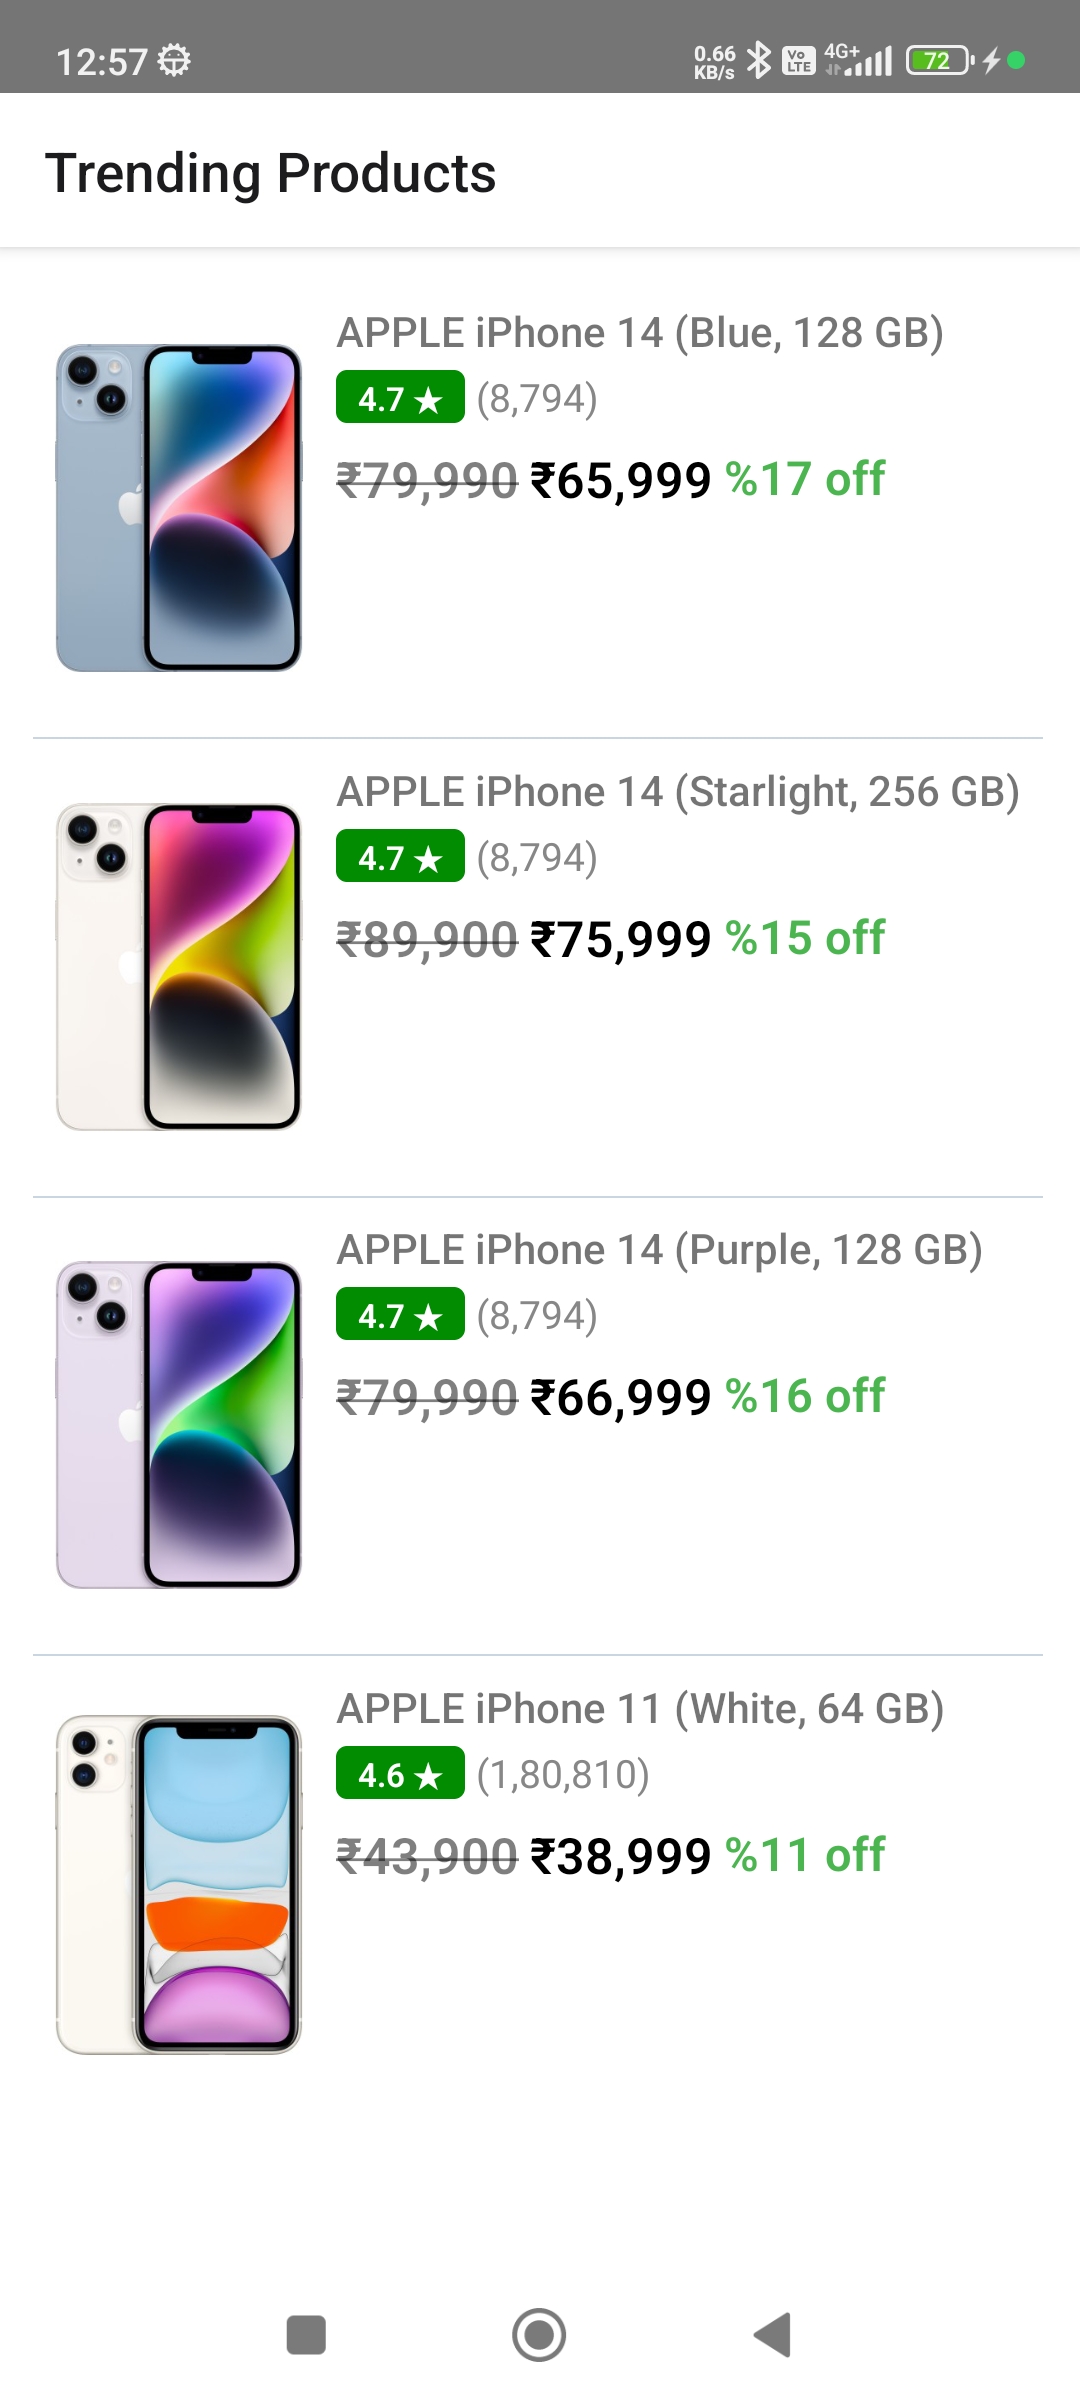 12:57
0.66 KB/s Vo LTE 4G+ 72
Trending Products
APPLE iPhone 14 (Blue, 128 GB)
4.7 ★ (8,794)
₹79,990 ₹65,999 %17 off
APPLE iPhone 14 (Starlight, 256 GB)
4.7 ★ (8,794)
₹89,900 ₹75,999 %15 off
APPLE iPhone 14 (Purple, 128 GB)
4.7 ★ (8,794)
₹79,990 ₹66,999 %16 off
APPLE iPhone 11 (White, 64 GB)
4.6 ★ (1,80,810)
₹43,900 ₹38,999 %11 off